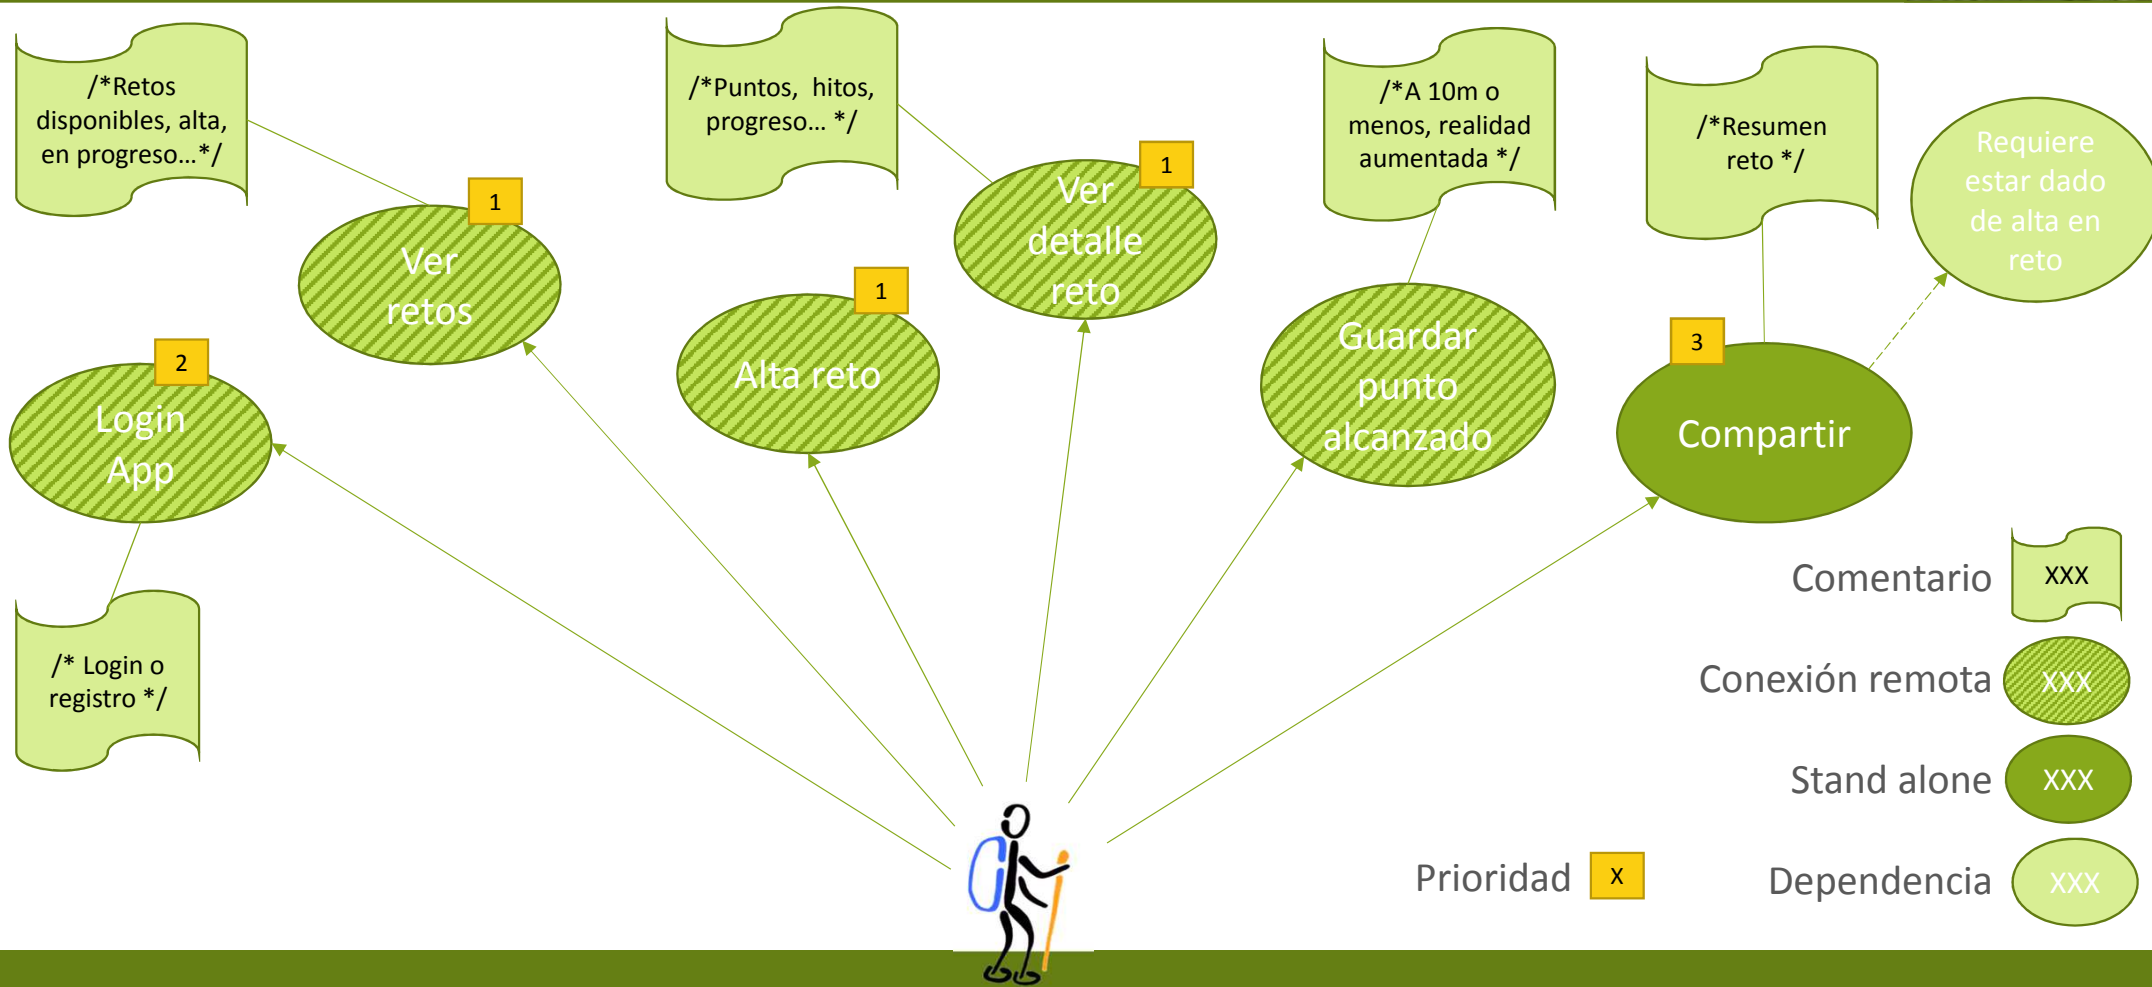 /*Retos
disponibles, alta,
en progreso...*/
/*Puntos, hitos,
progreso... */
/*A 10m o
menos, realidad
aumentada */
/*Resumen
reto */
Requiere
estar dado
de alta en
reto
1
Ver
retos
1
Ver
detalle
reto
1
Alta reto
Guardar
punto
alcanzado
3
Compartir
2
Login
App
/* Login o
registro */
Comentario XXX
Conexión remota XXX
Stand alone XXX
Prioridad X
Dependencia XXX